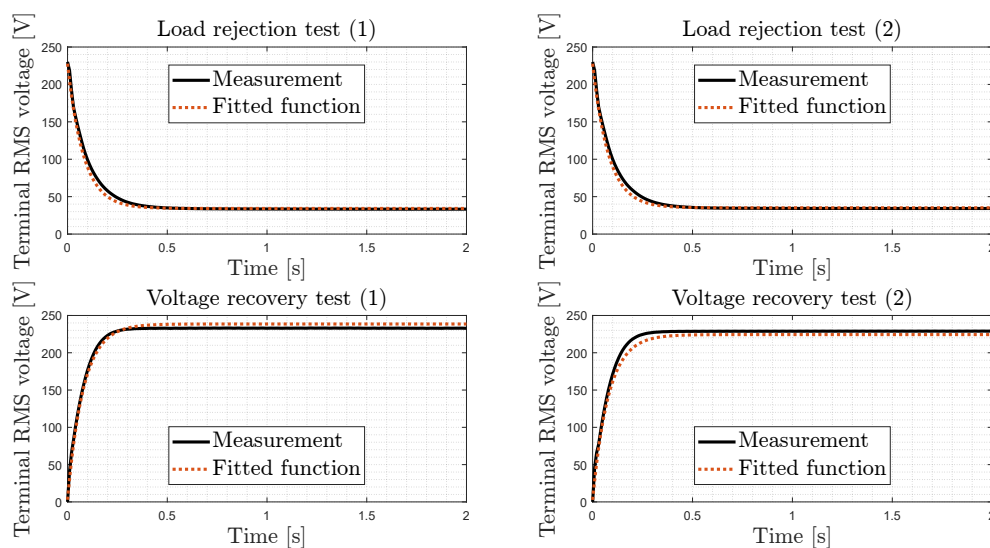 Load rejection test (1)
Terminal RMS voltage [V]
250
200
150
100
50
0
0 0.5 1 1.5 2
Time [s]
Measurement
Fitted function
Load rejection test (2)
Terminal RMS voltage [V]
250
200
150
100
50
0
0 0.5 1 1.5 2
Time [s]
Measurement
Fitted function
Voltage recovery test (1)
Terminal RMS voltage [V]
250
200
150
100
50
0
0 0.5 1 1.5 2
Time [s]
Measurement
Fitted function
Voltage recovery test (2)
Terminal RMS voltage [V]
250
200
150
100
50
0
0 0.5 1 1.5 2
Time [s]
Measurement
Fitted function